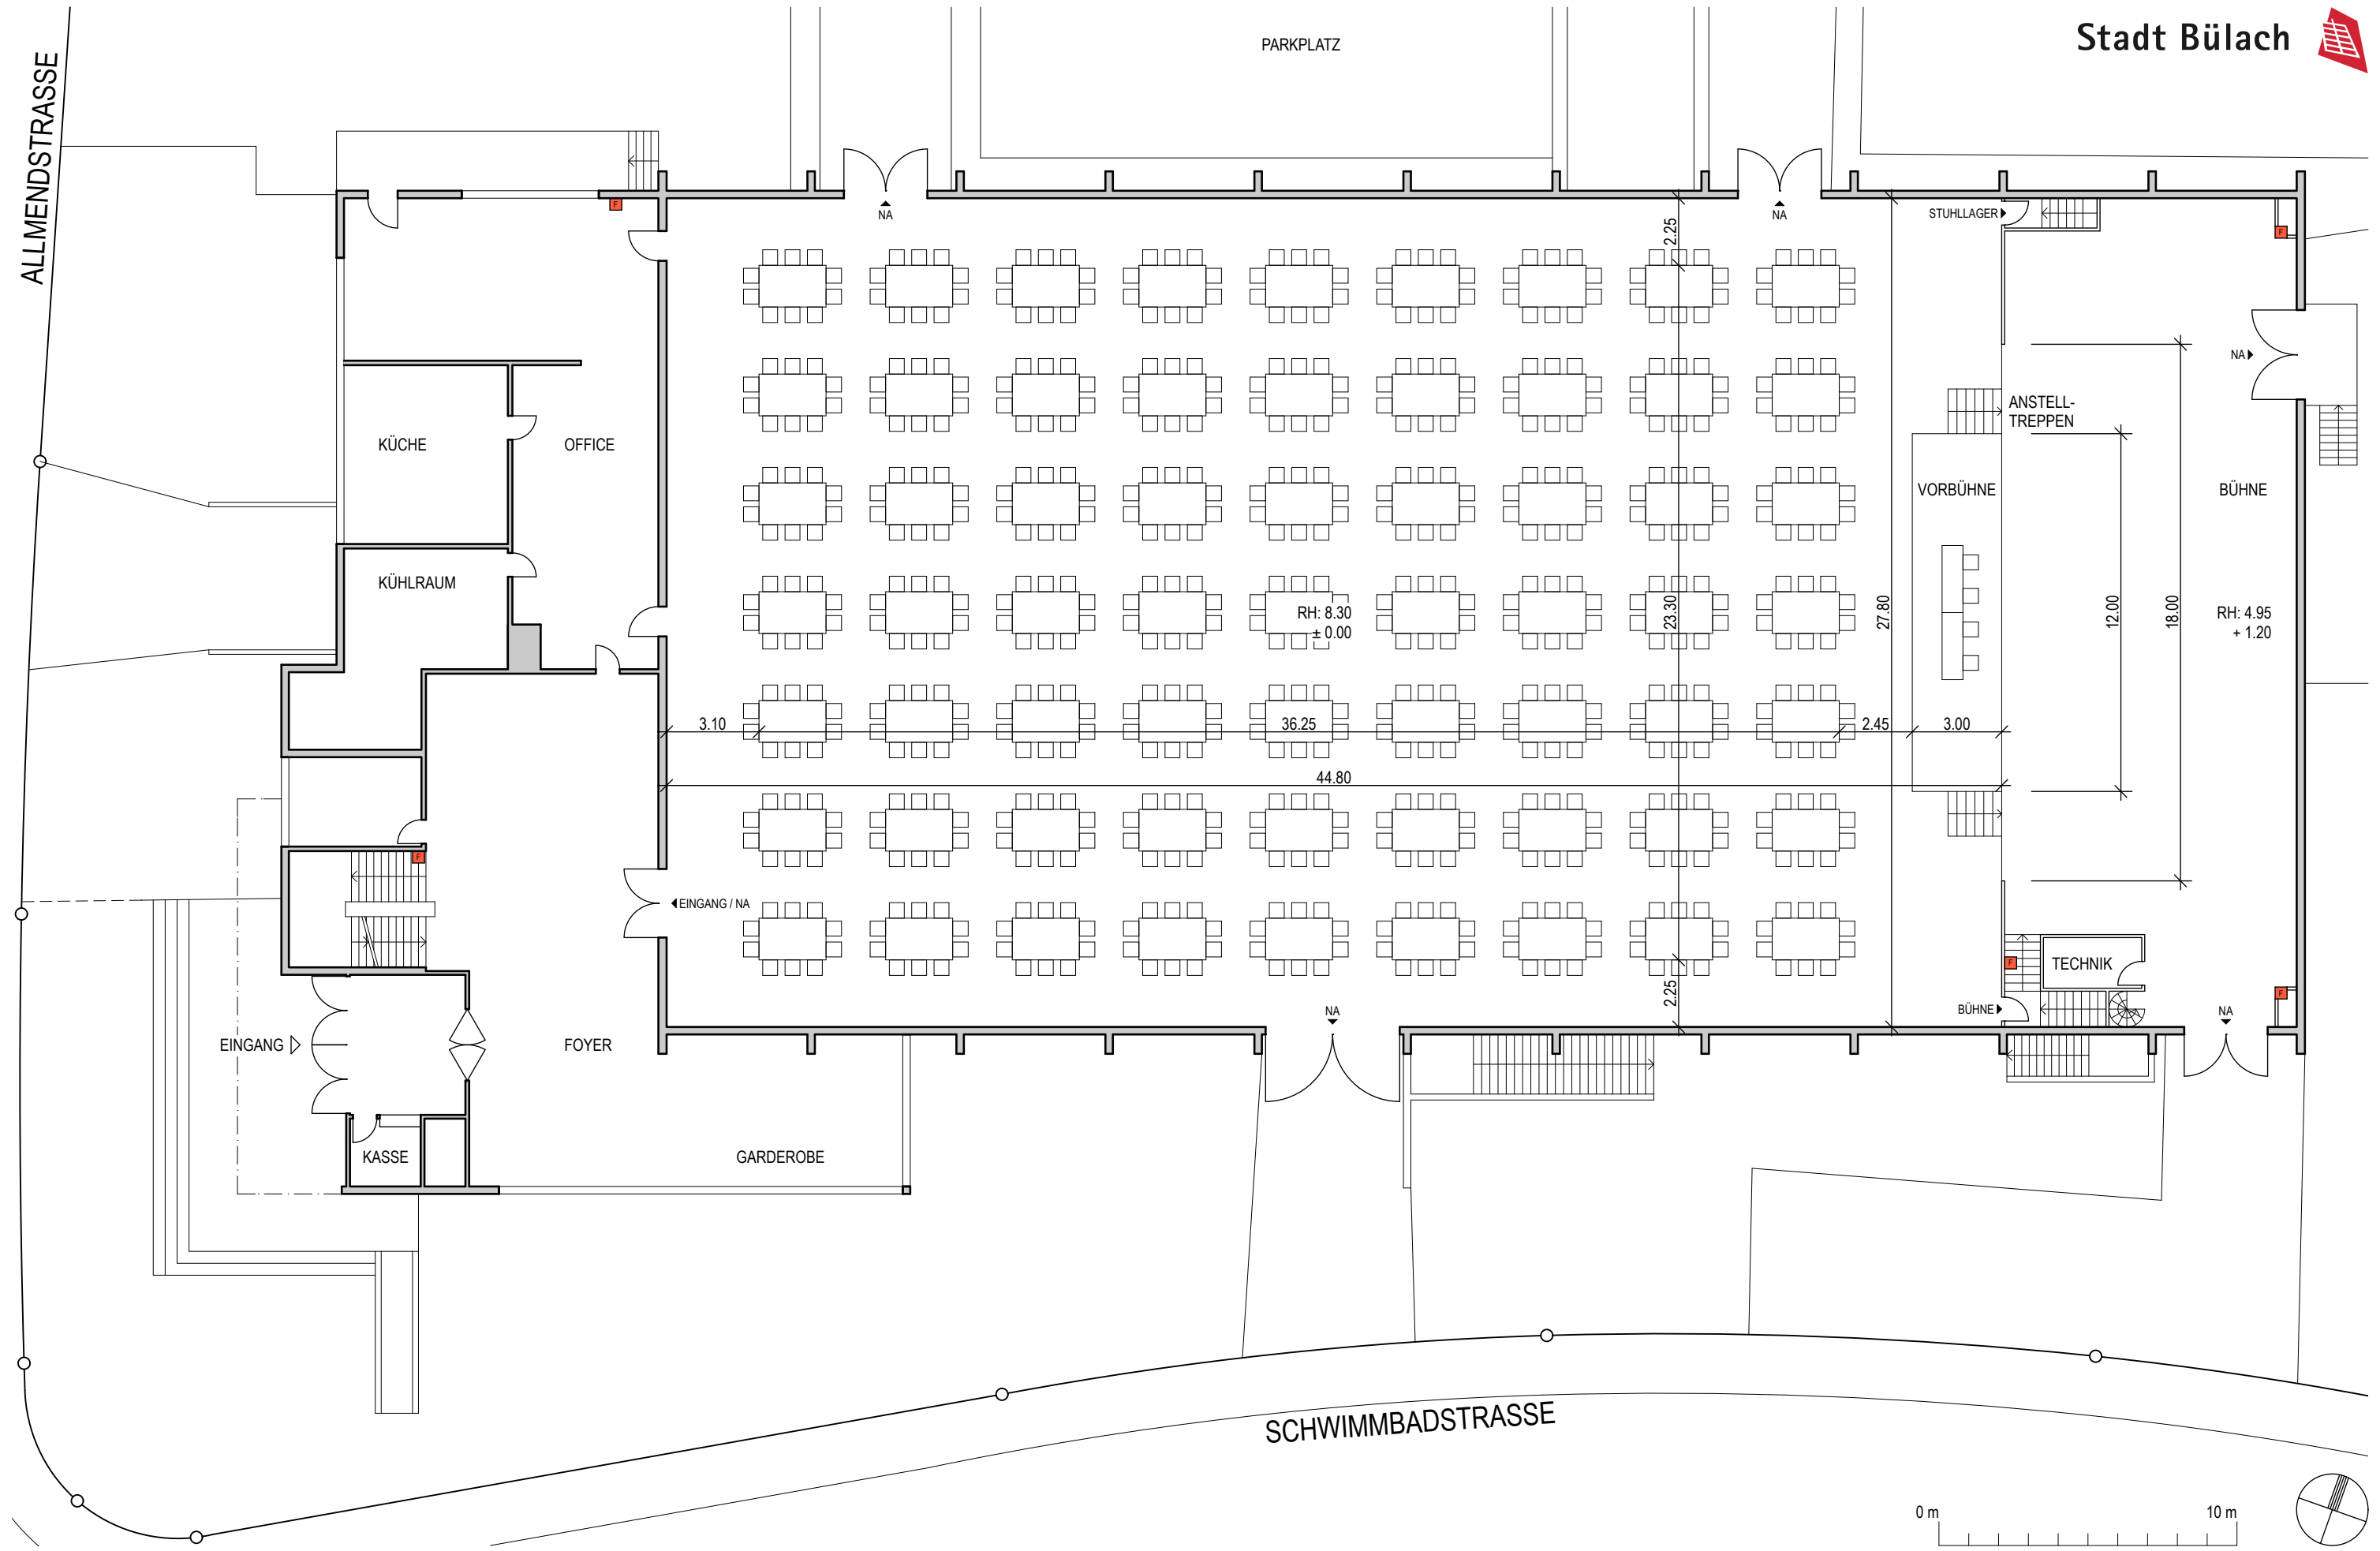 PARKPLATZ
Stadt Bülach
ALLMENDSTRASSE
F
NA
NA
STUHLLAGER
F
2.25
NA
ANSTELL-
TREPPEN
KÜCHE
OFFICE
VORBÜHNE
BÜHNE
KÜHLRAUM
RH: 8.30
± 0.00
23.30
27.80
12.00
18.00
RH: 4.95
+ 1.20
3.10
36.25
2.45
3.00
44.80
F
EINGANG / NA
F
TECHNIK
2.25
F
NA
BÜHNE
NA
EINGANG
FOYER
KASSE
GARDEROBE
SCHWIMMBADSTRASSE
0 m
10 m